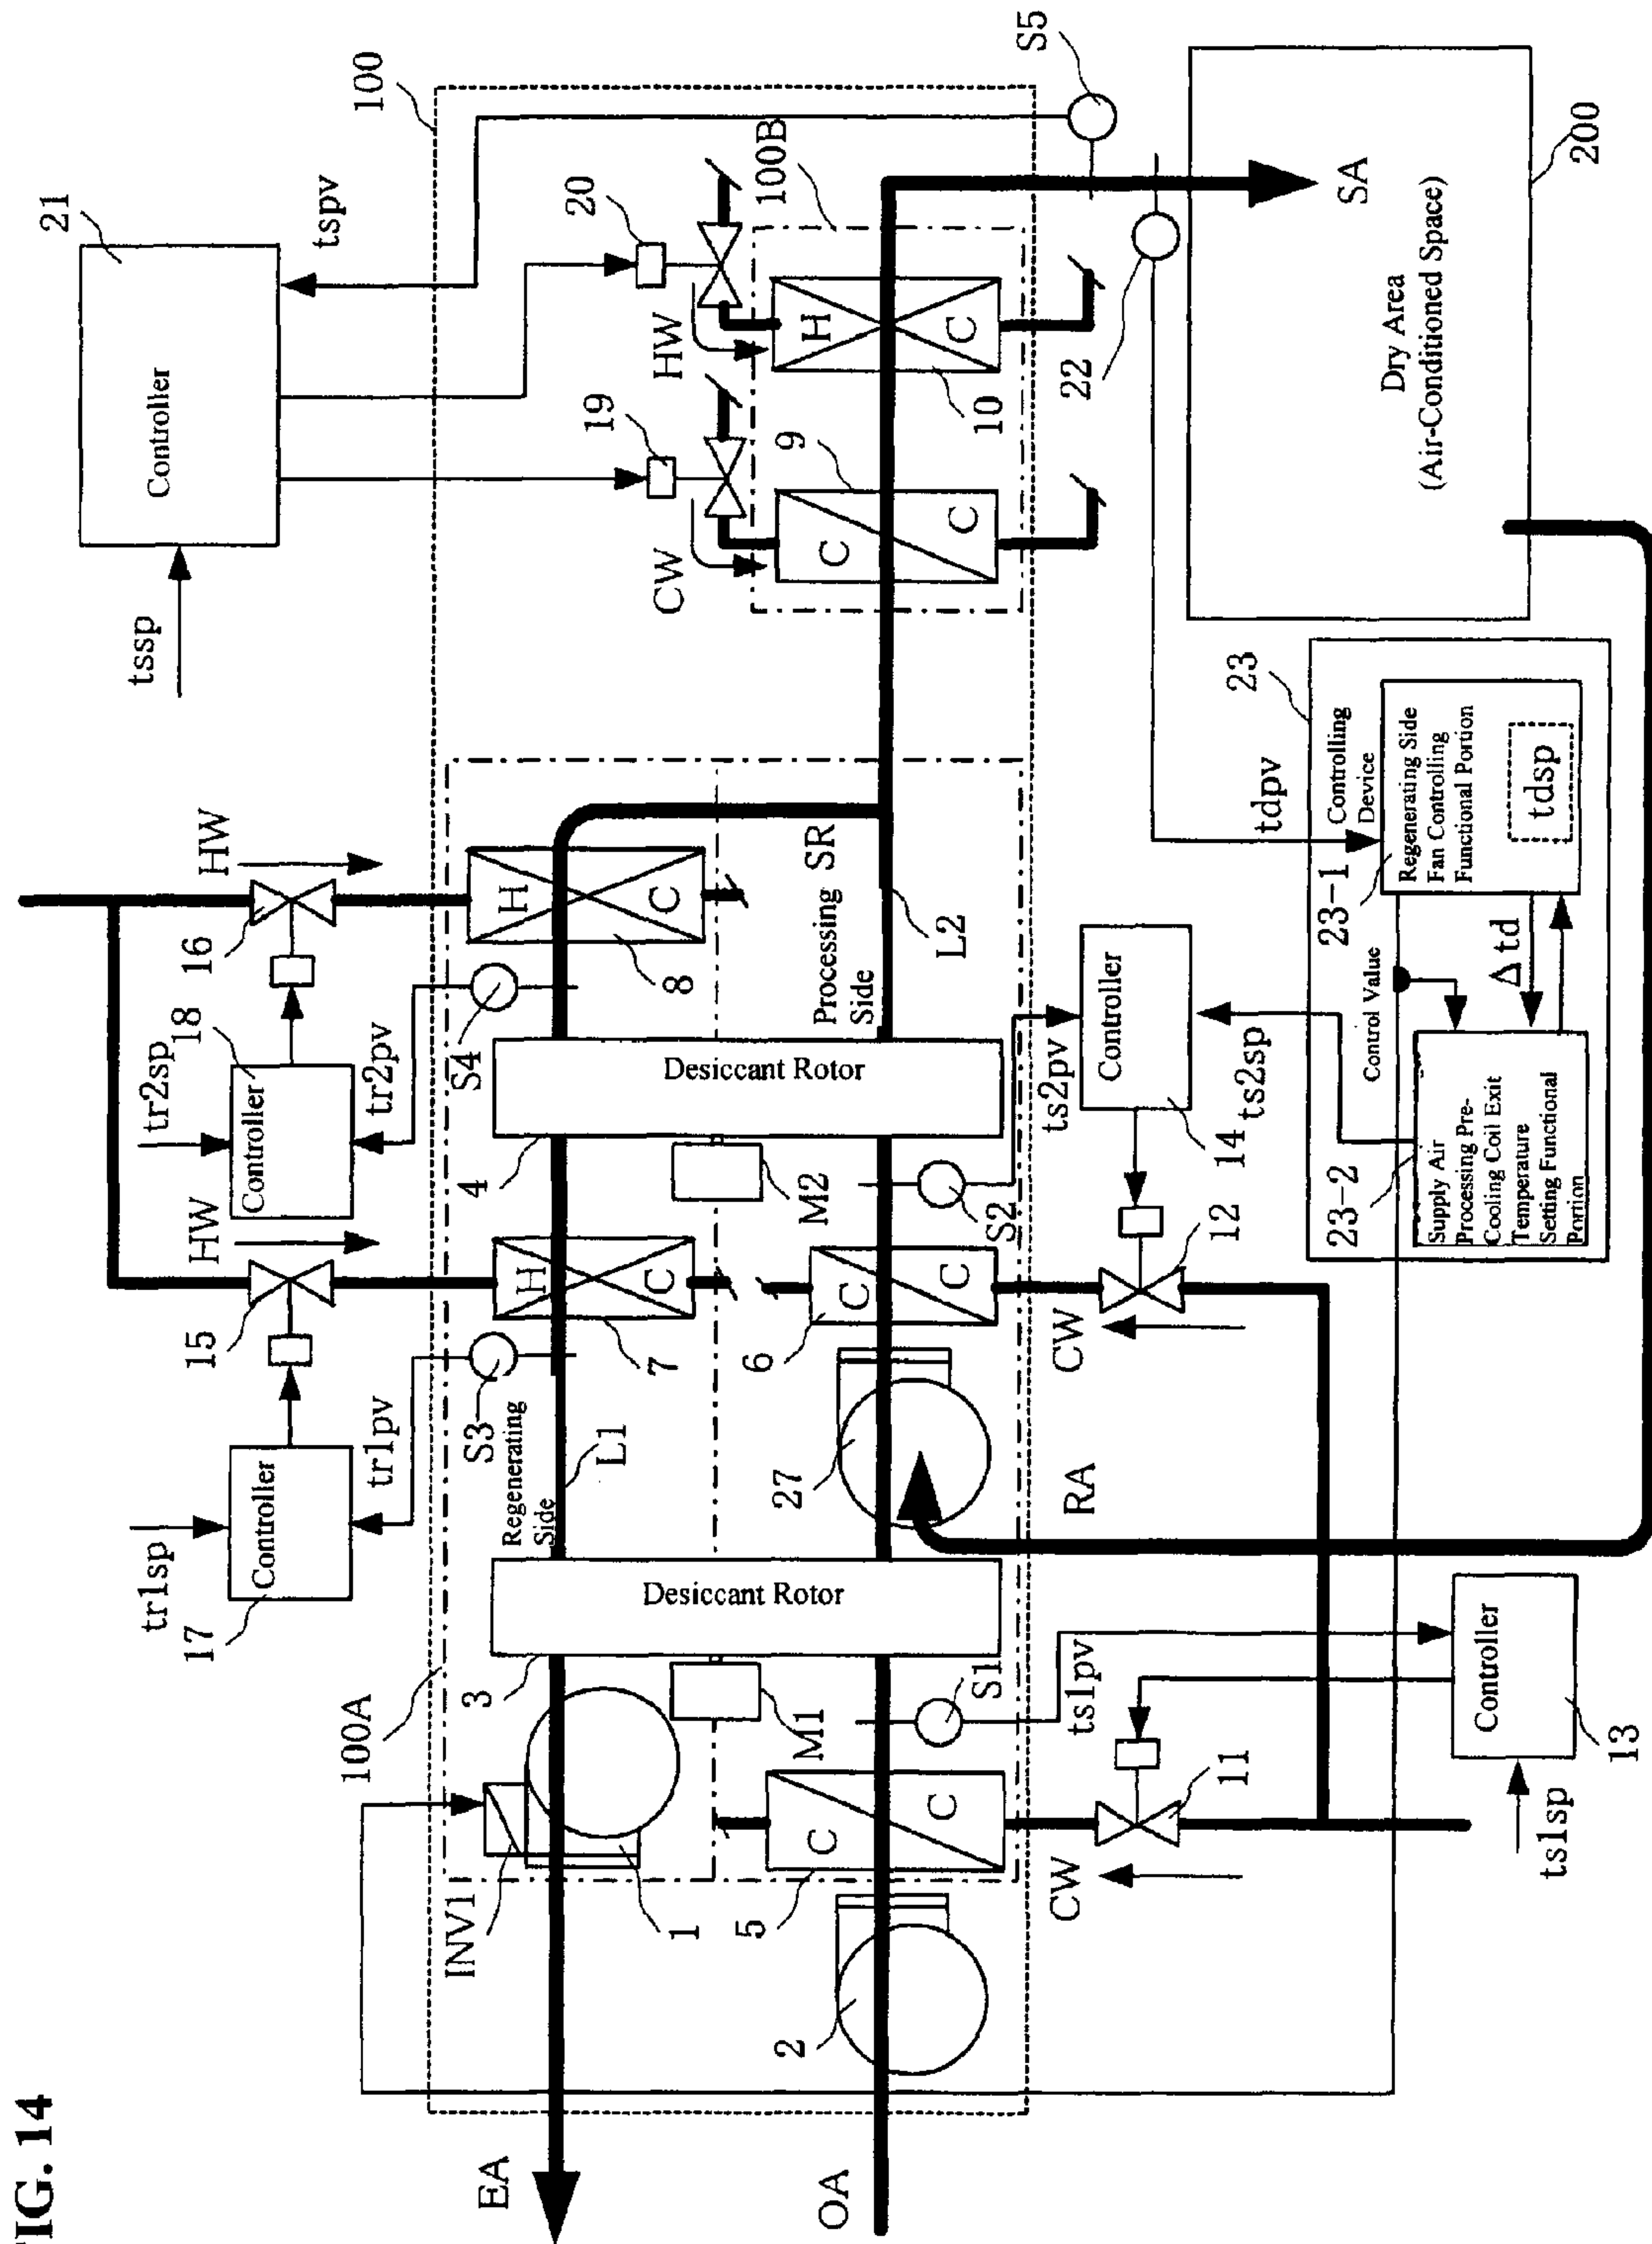 FIG. 14
21
Controller
tssp
tspv
100
S5
20
19
HW
CW
100B
H
C
10
9
C
C
22
SA
Dry Area
(Air-Conditioned Space)
200
HW
16
18
tr2sp
Controller
tr2pv
S4
H
C
8
Processing
Side
SR
L2
HW
15
17
tr1sp
Controller
tr1pv
S3
H
C
7
Regenerating
Side
L1
Desiccant Rotor
4
M2
S2
ts2pv
Controller
14
ts2sp
12
CW
C
C
6
27
RA
tdpv
23
Controlling
Device
23-1
Regenerating Side
Fan Controlling
Functional Portion
tdsp
Δtd
Control Value
23-2
Supply Air
Processing Pre-
Cooling Coil Exit
Temperature
Setting Functional
Portion
Desiccant Rotor
3
M1
S1
ts1pv
Controller
13
ts1sp
11
CW
C
C
5
100A
INV1
1
2
EA
OA